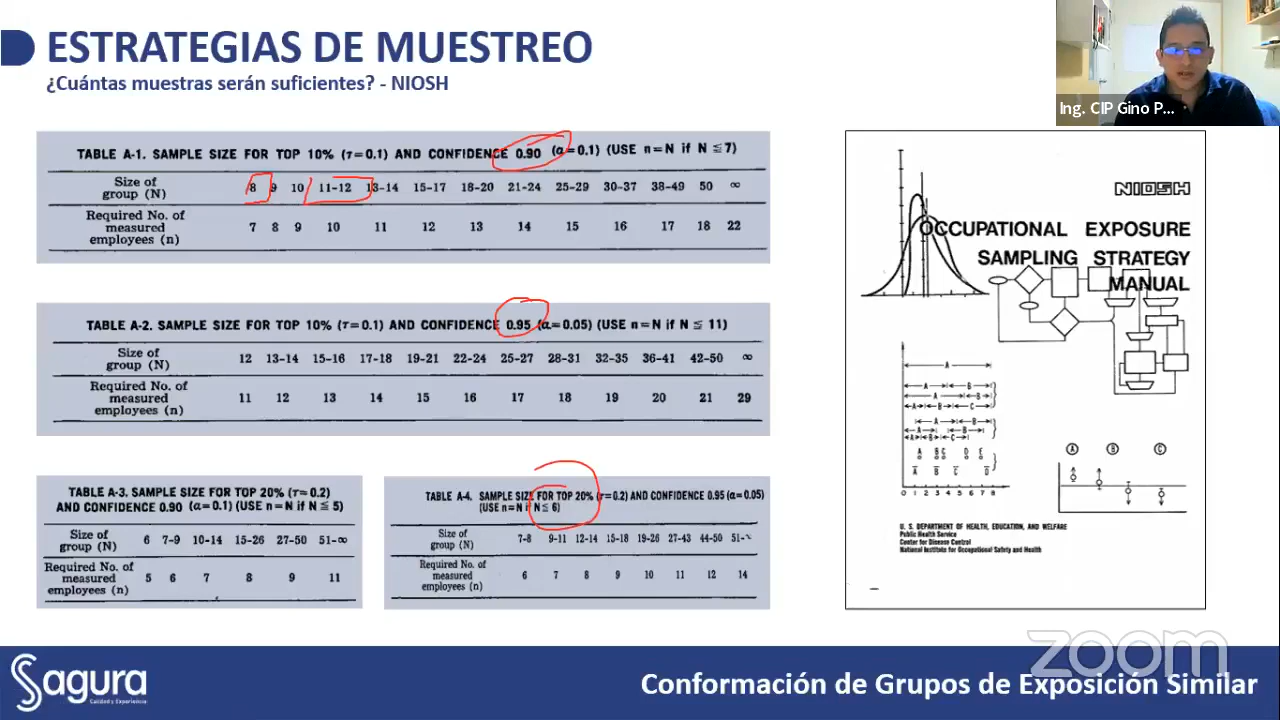 ESTRATEGIAS DE MUESTREO
¿Cuántas muestras serán suficientes? - NIOSH
Ing. CIP Gino P...
TABLE A-1. SAMPLE SIZE FOR TOP 10% (τ=0.1) AND CONFIDENCE 0.90 (α=0.1) (USE n=N if N ≦ 7)
Size of group (N) 8 9 10 11-12 13-14 15-17 18-20 21-24 25-29 30-37 38-49 50 ∞
Required No. of measured employees (n) 7 8 9 10 11 12 13 14 15 16 17 18 22
TABLE A-2. SAMPLE SIZE FOR TOP 10% (τ=0.1) AND CONFIDENCE 0.95 (α=0.05) (USE n=N if N ≦ 11)
Size of group (N) 12 13-14 15-16 17-18 19-21 22-24 25-27 28-31 32-35 36-41 42-50 ∞
Required No. of measured employees (n) 11 12 13 14 15 16 17 18 19 20 21 29
TABLE A-3. SAMPLE SIZE FOR TOP 20% (τ=0.2)
AND CONFIDENCE 0.90 (α=0.1) (USE n=N if N ≦ 5)
Size of group (N) 6 7-9 10-14 15-26 27-50 51-∞
Required No. of measured employees (n) 5 6 7 8 9 11
TABLE A-4. SAMPLE SIZE FOR TOP 20% (τ=0.2) AND CONFIDENCE 0.95 (α=0.05)
(USE n=N if N≦ 6)
Size of group (N) 7-8 9-11 12-14 15-18 19-26 27-43 44-50 51-∞
Required No. of measured employees (n) 6 7 8 9 10 11 12 14
NIOSH
OCCUPATIONAL EXPOSURE
SAMPLING STRATEGY
MANUAL
A
A B
A B
A B C
A B
A B C
A B C D E
A B C D
0 1 2 3 4 5 6 7 8
A B C
U. S. DEPARTMENT OF HEALTH, EDUCATION, AND WELFARE
Public Health Service
Center for Disease Control
National Institute for Occupational Safety and Health
zoom
Sagura
Calidad y Experiencia
Conformación de Grupos de Exposición Similar